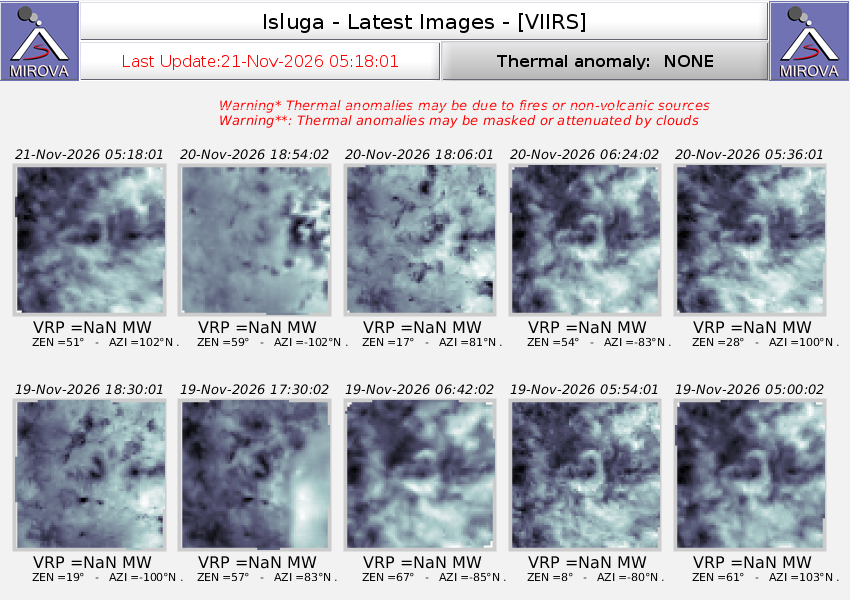 Isluga - Latest Images - [VIIRS]
MIROVA
Last Update:21-Nov-2026 05:18:01
Thermal anomaly: NONE
MIROVA
Warning* Thermal anomalies may be due to fires or non-volcanic sources
Warning**: Thermal anomalies may be masked or attenuated by clouds
21-Nov-2026 05:18:01
20-Nov-2026 18:54:02
20-Nov-2026 18:06:01
20-Nov-2026 06:24:02
20-Nov-2026 05:36:01
VRP =NaN MW
VRP =NaN MW
VRP =NaN MW
VRP =NaN MW
VRP =NaN MW
ZEN =51° - AZI =102°N .
ZEN =59° - AZI =-102°N .
ZEN =17° - AZI =81°N .
ZEN =54° - AZI =-83°N .
ZEN =28° - AZI =100°N .
19-Nov-2026 18:30:01
19-Nov-2026 17:30:02
19-Nov-2026 06:42:02
19-Nov-2026 05:54:01
19-Nov-2026 05:00:02
VRP =NaN MW
VRP =NaN MW
VRP =NaN MW
VRP =NaN MW
VRP =NaN MW
ZEN =19° - AZI =-100°N .
ZEN =57° - AZI =83°N .
ZEN =67° - AZI =-85°N .
ZEN =8° - AZI =-80°N .
ZEN =61° - AZI =103°N .